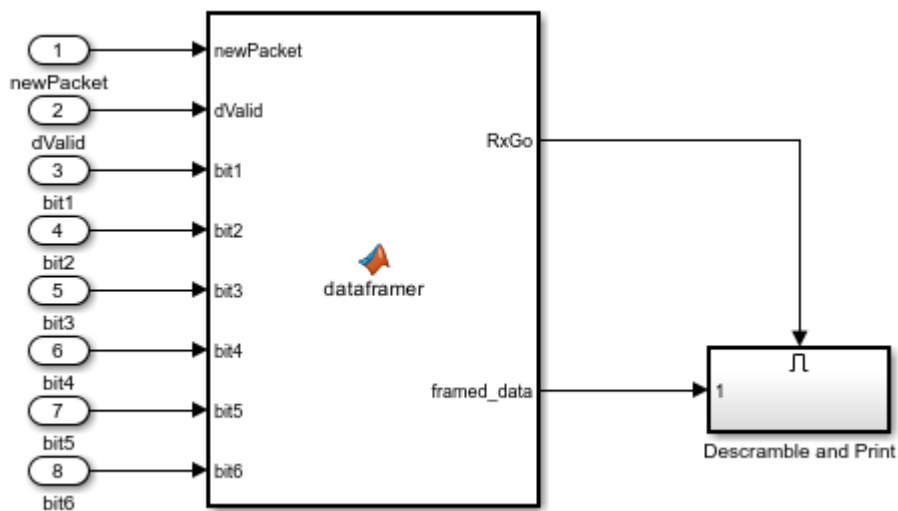 1
newPacket
2
dValid
3
bit1
4
bit2
5
bit3
6
bit4
7
bit5
8
bit6
newPacket
dValid
bit1
bit2
bit3
bit4
bit5
bit6
dataframer
RxGo
framed_data
1
Descramble and Print